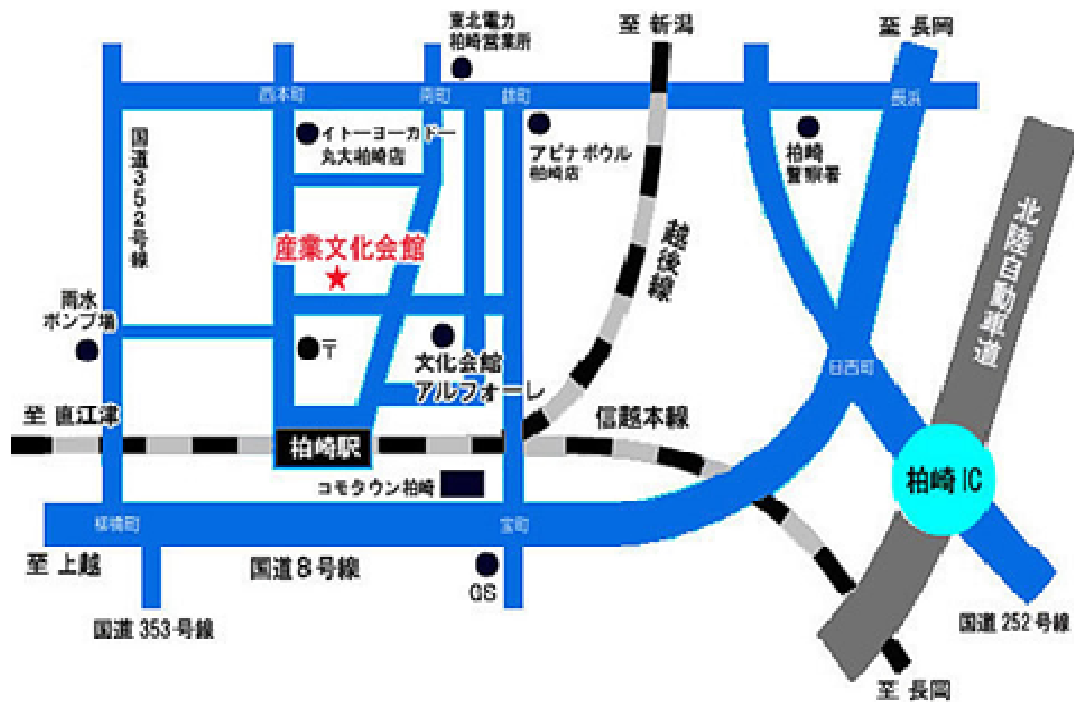 東北電力
柏崎営業所
至 新潟
至 長岡
西本町
南町
錦町
長浜
国道352号線
イトーヨーカドー
丸大柏崎店
アピナボウル
柏崎店
柏崎
警察署
北陸自動車道
産業文化会館
越後線
雨水
ポンプ場
〒
文化会館
アルフォーレ
日吉町
至 直江津
信越本線
柏崎駅
柏崎 IC
コモタウン柏崎
柳橋町
宝町
至 上越
国道8号線
GS
国道 353 号線
国道 252 号線
至 長岡